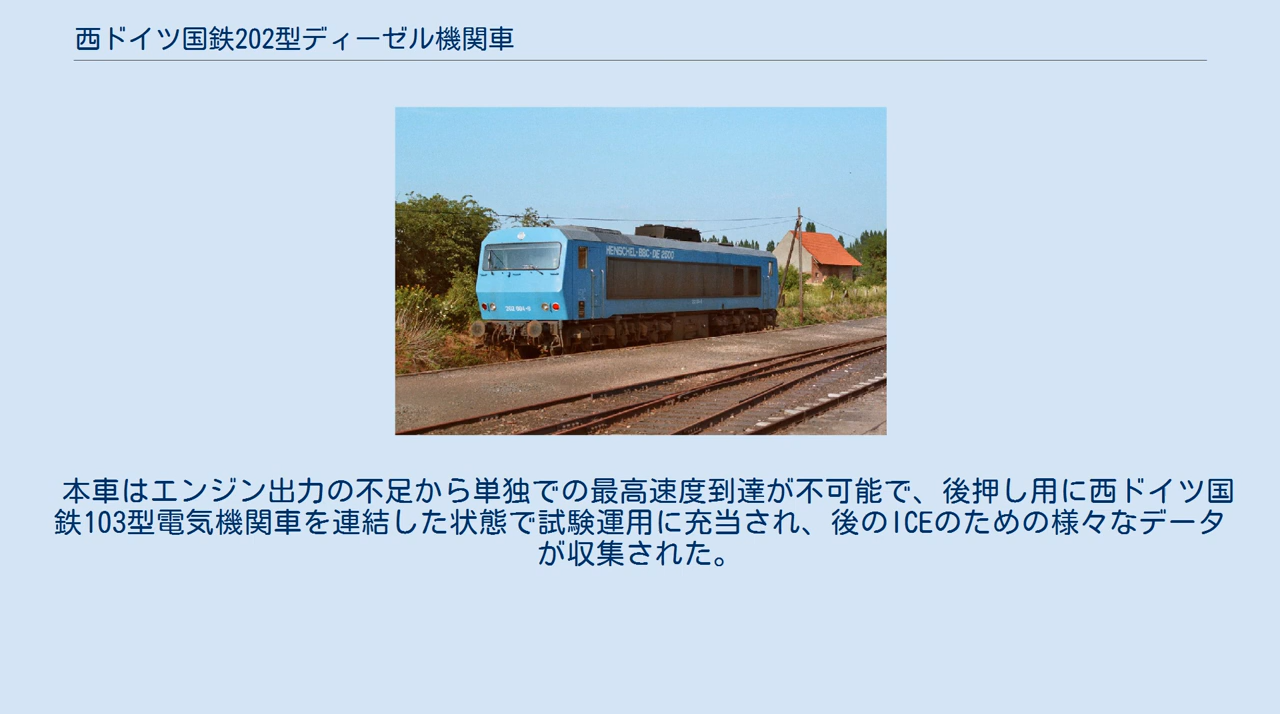 西ドイツ国鉄202型ディーゼル機関車
HENSCHEL-BBC-DE 2500
202 004-8
本車はエンジン出力の不足から単独での最高速度到達が不可能で、後押し用に西ドイツ国
鉄103型電気機関車を連結した状態で試験運用に充当され、後のICEのための様々なデータ
が収集された。